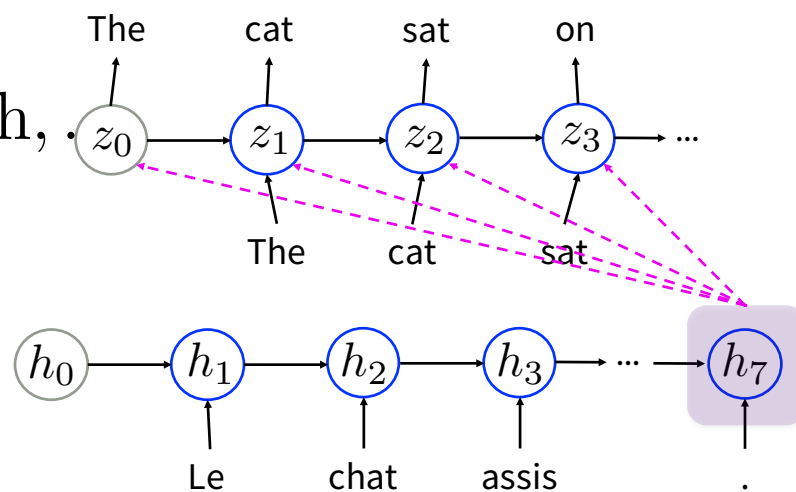 The cat sat on
h, . z₀ z₁ z₂ z₃ ...
The cat sat
h₀ h₁ h₂ h₃ ... h₇
Le chat assis .